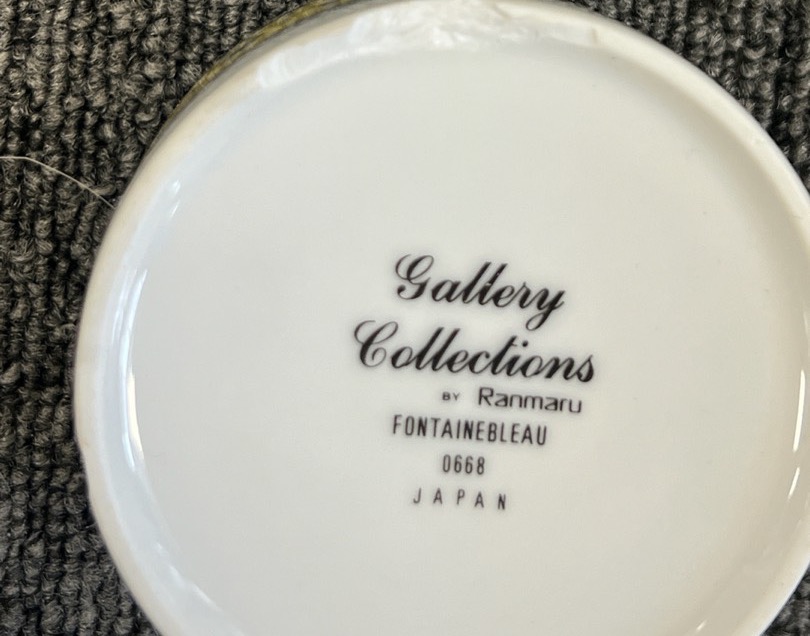 Gallery
Collections
BY Ranmaru
FONTAINEBLEAU
0668
JAPAN